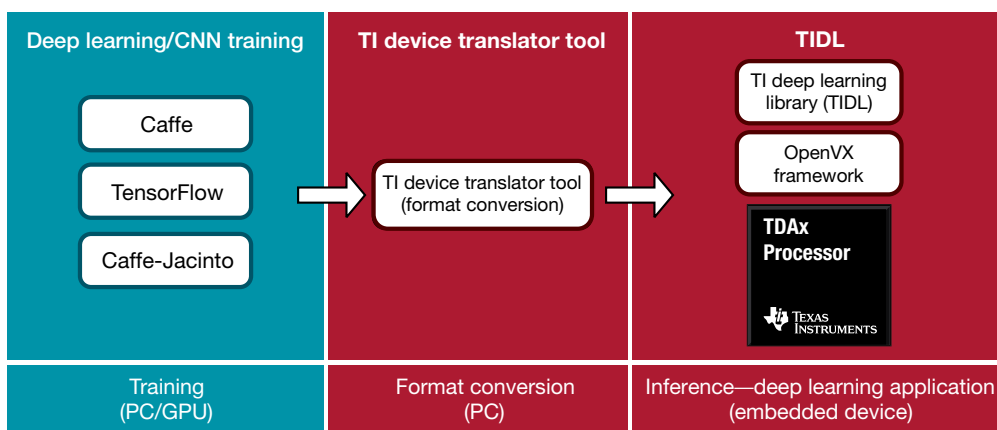 Deep learning/CNN training
Caffe
TensorFlow
Caffe-Jacinto
Training
(PC/GPU)
TI device translator tool
TI device translator tool
(format conversion)
Format conversion
(PC)
TIDL
TI deep learning
library (TIDL)
OpenVX
framework
TDAx
Processor
TEXAS
INSTRUMENTS
Inference—deep learning application
(embedded device)